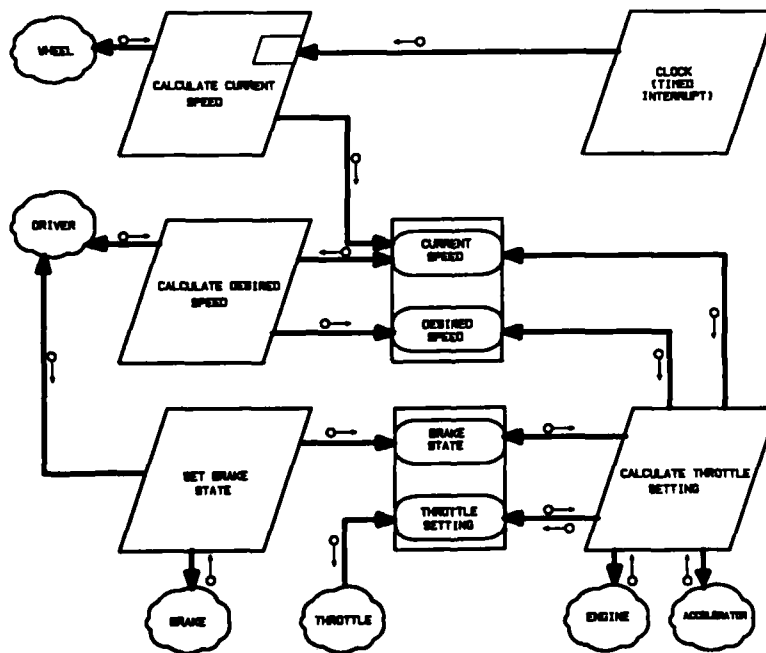 WHEEL
CALCULATE CURRENT
SPEED
CLOCK
(TIMED
INTERRUPT)
DRIVER
CALCULATE DESIRED
SPEED
CURRENT
SPEED
DESIRED
SPEED
SET BRAKE
STATE
BRAKE
STATE
THROTTLE
SETTING
CALCULATE THROTTLE
SETTING
BRAKE
THROTTLE
ENGINE
ACCELERATOR